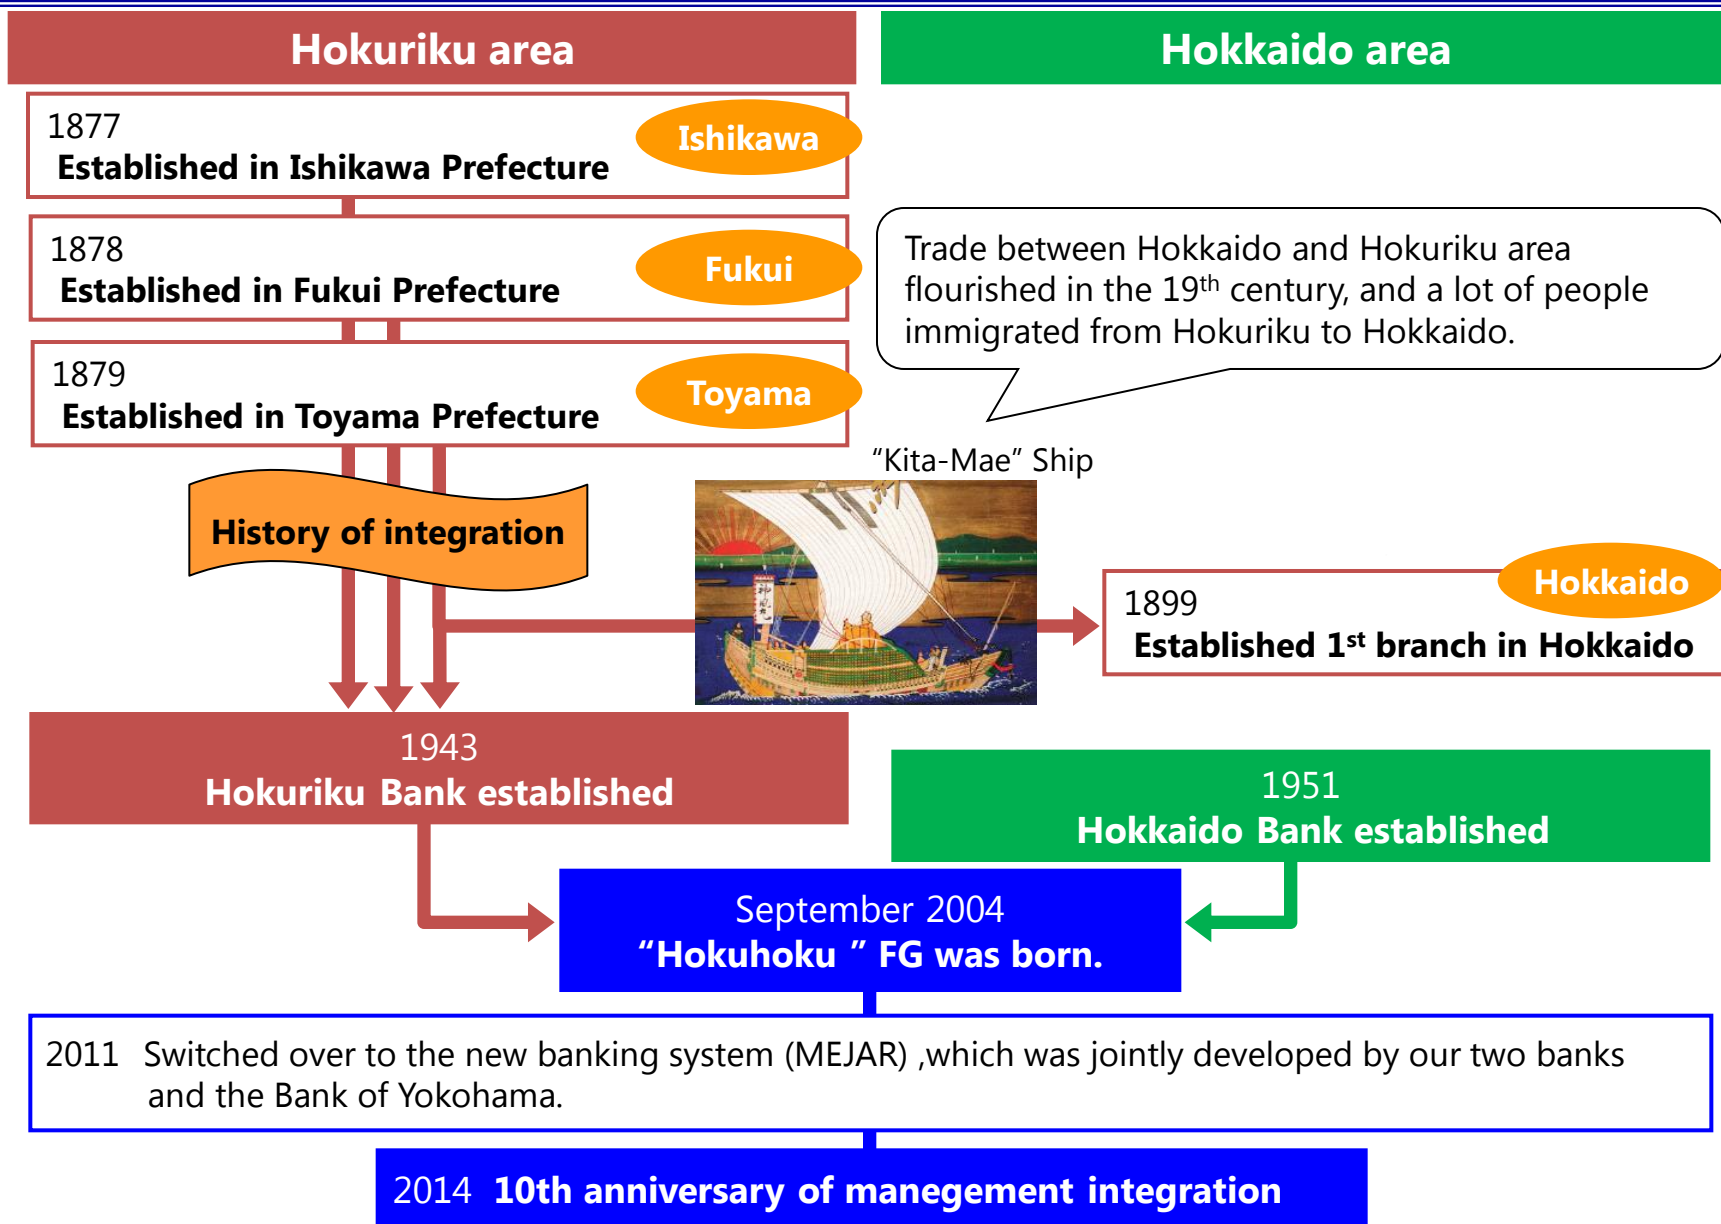 Hokuriku area
Hokkaido area
1877
Established in Ishikawa Prefecture
Ishikawa
1878
Established in Fukui Prefecture
Fukui
1879
Established in Toyama Prefecture
Toyama
Trade between Hokkaido and Hokuriku area
flourished in the 19th century, and a lot of people
immigrated from Hokuriku to Hokkaido.
“Kita-Mae” Ship
History of integration
Hokkaido
1899
Established 1st branch in Hokkaido
1943
Hokuriku Bank established
1951
Hokkaido Bank established
September 2004
“Hokuhoku ” FG was born.
2011 Switched over to the new banking system (MEJAR) ,which was jointly developed by our two banks
and the Bank of Yokohama.
2014 10th anniversary of manegement integration